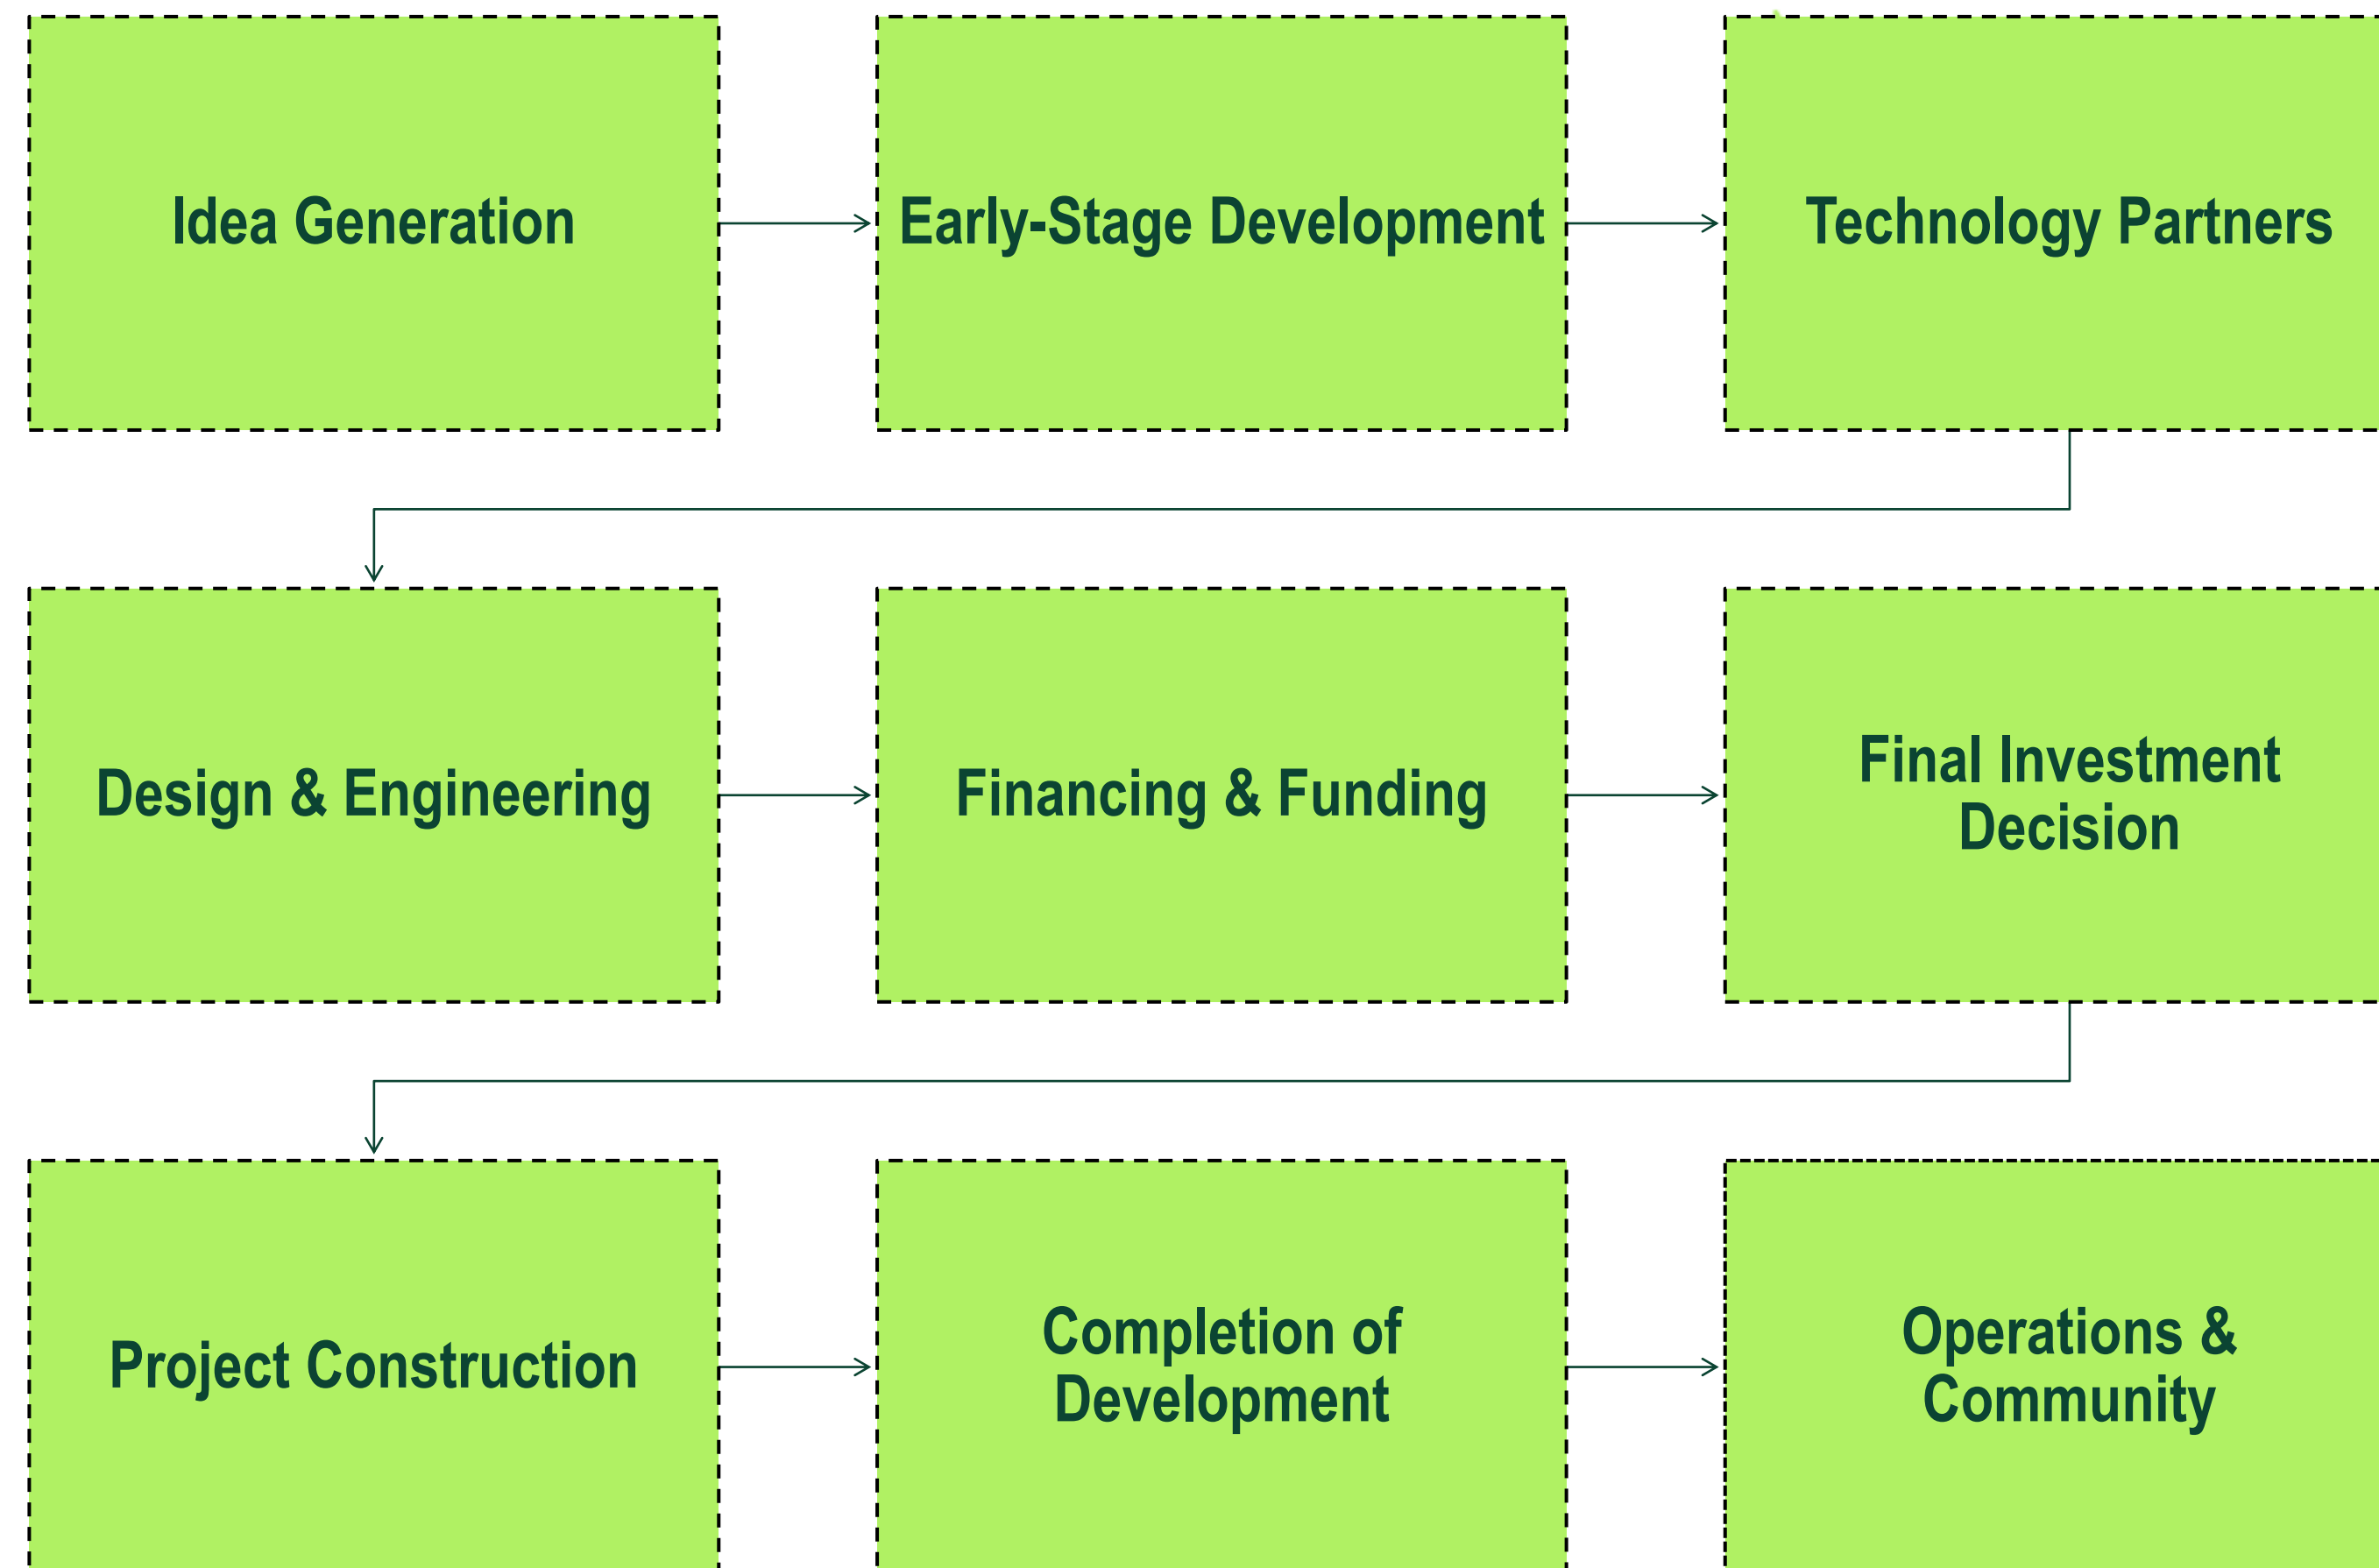 Idea Generation
Early-Stage Development
Technology Partners
Design & Engineering
Financing & Funding
Final Investment
Decision
Project Construction
Completion of
Development
Operations &
Community